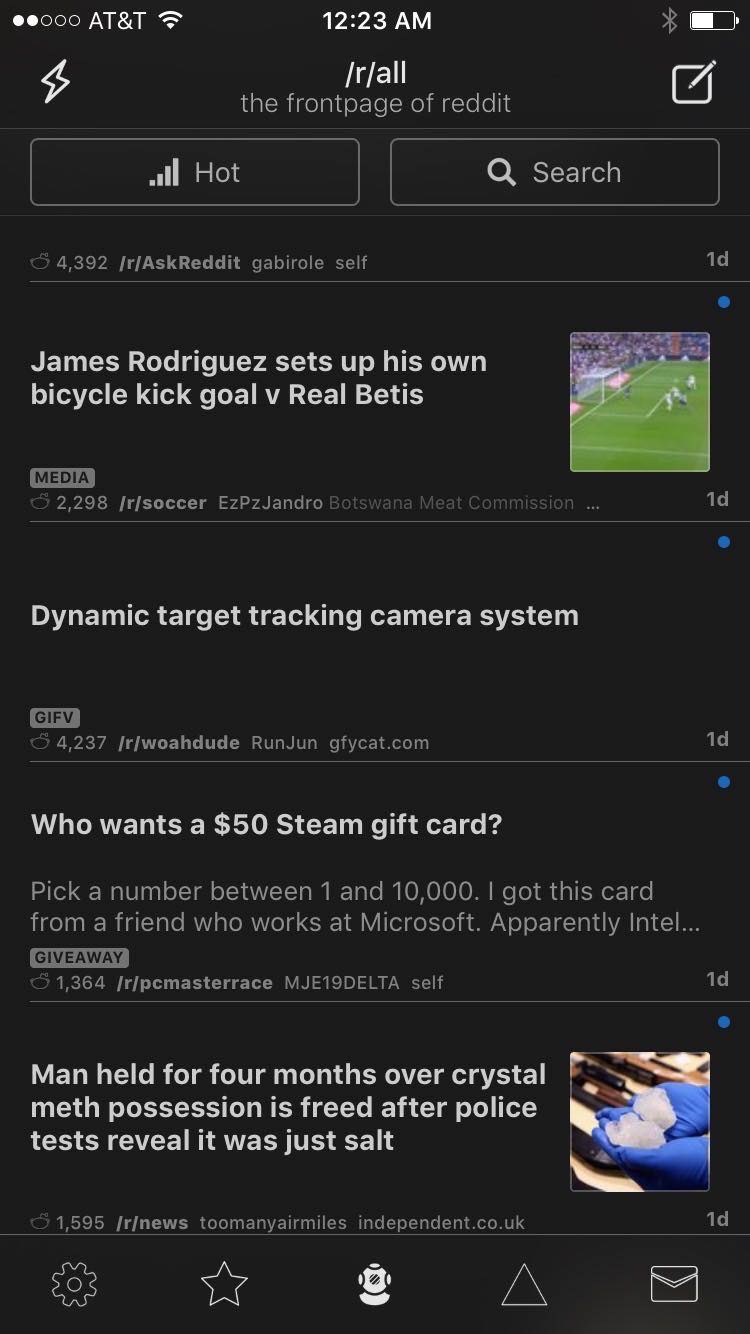 AT&T 12:23 AM
/r/all
the frontpage of reddit
Hot Search
4,392 /r/AskReddit gabirole self 1d
James Rodriguez sets up his own
bicycle kick goal v Real Betis
MEDIA
2,298 /r/soccer EzPzJandro Botswana Meat Commission ... 1d
Dynamic target tracking camera system
GIFV
4,237 /r/woahdude RunJun gfycat.com 1d
Who wants a $50 Steam gift card?
Pick a number between 1 and 10,000. I got this card
from a friend who works at Microsoft. Apparently Intel...
GIVEAWAY
1,364 /r/pcmasterrace MJE19DELTA self 1d
Man held for four months over crystal
meth possession is freed after police
tests reveal it was just salt
1,595 /r/news toomanyairmiles independent.co.uk 1d